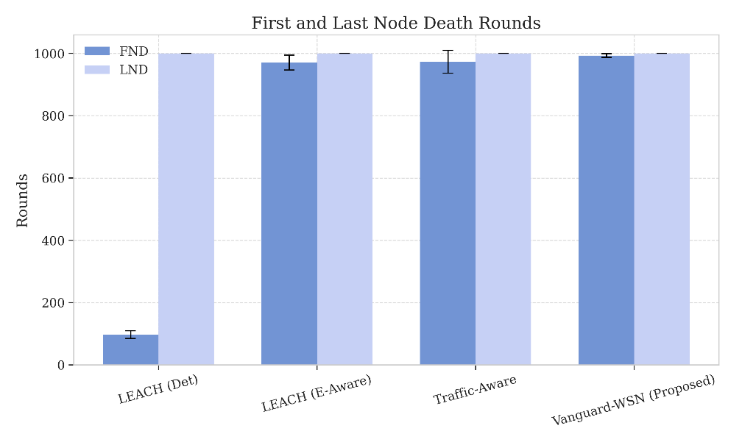 First and Last Node Death Rounds
FND
LND
Rounds
1000
800
600
400
200
0
LEACH (Det)
LEACH (E-Aware)
Traffic-Aware
Vanguard-WSN (Proposed)